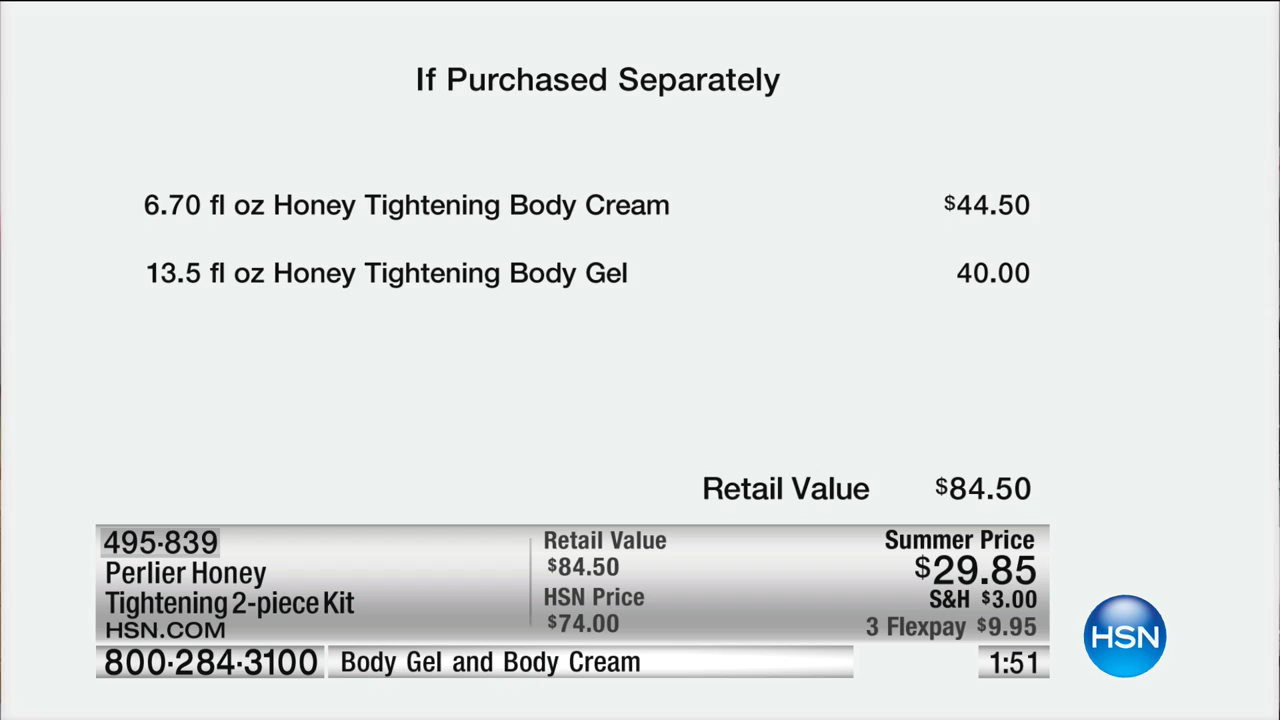 If Purchased Separately
6.70 fl oz Honey Tightening Body Cream $44.50
13.5 fl oz Honey Tightening Body Gel 40.00
Retail Value $84.50
495·839
Perlier Honey
Tightening 2-piece Kit
HSN.COM
Retail Value
$84.50
HSN Price
$74.00
Summer Price
$29.85
S&H $3.00
3 Flexpay $9.95
HSN
800·284·3100 Body Gel and Body Cream 1:51